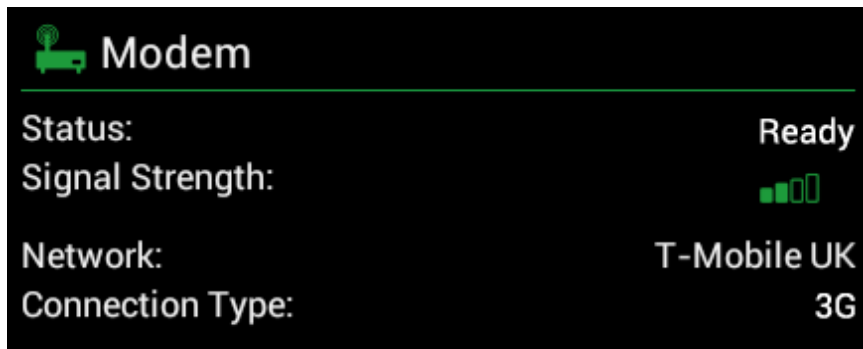 Modem
Status: Ready
Signal Strength:
Network: T-Mobile UK
Connection Type: 3G